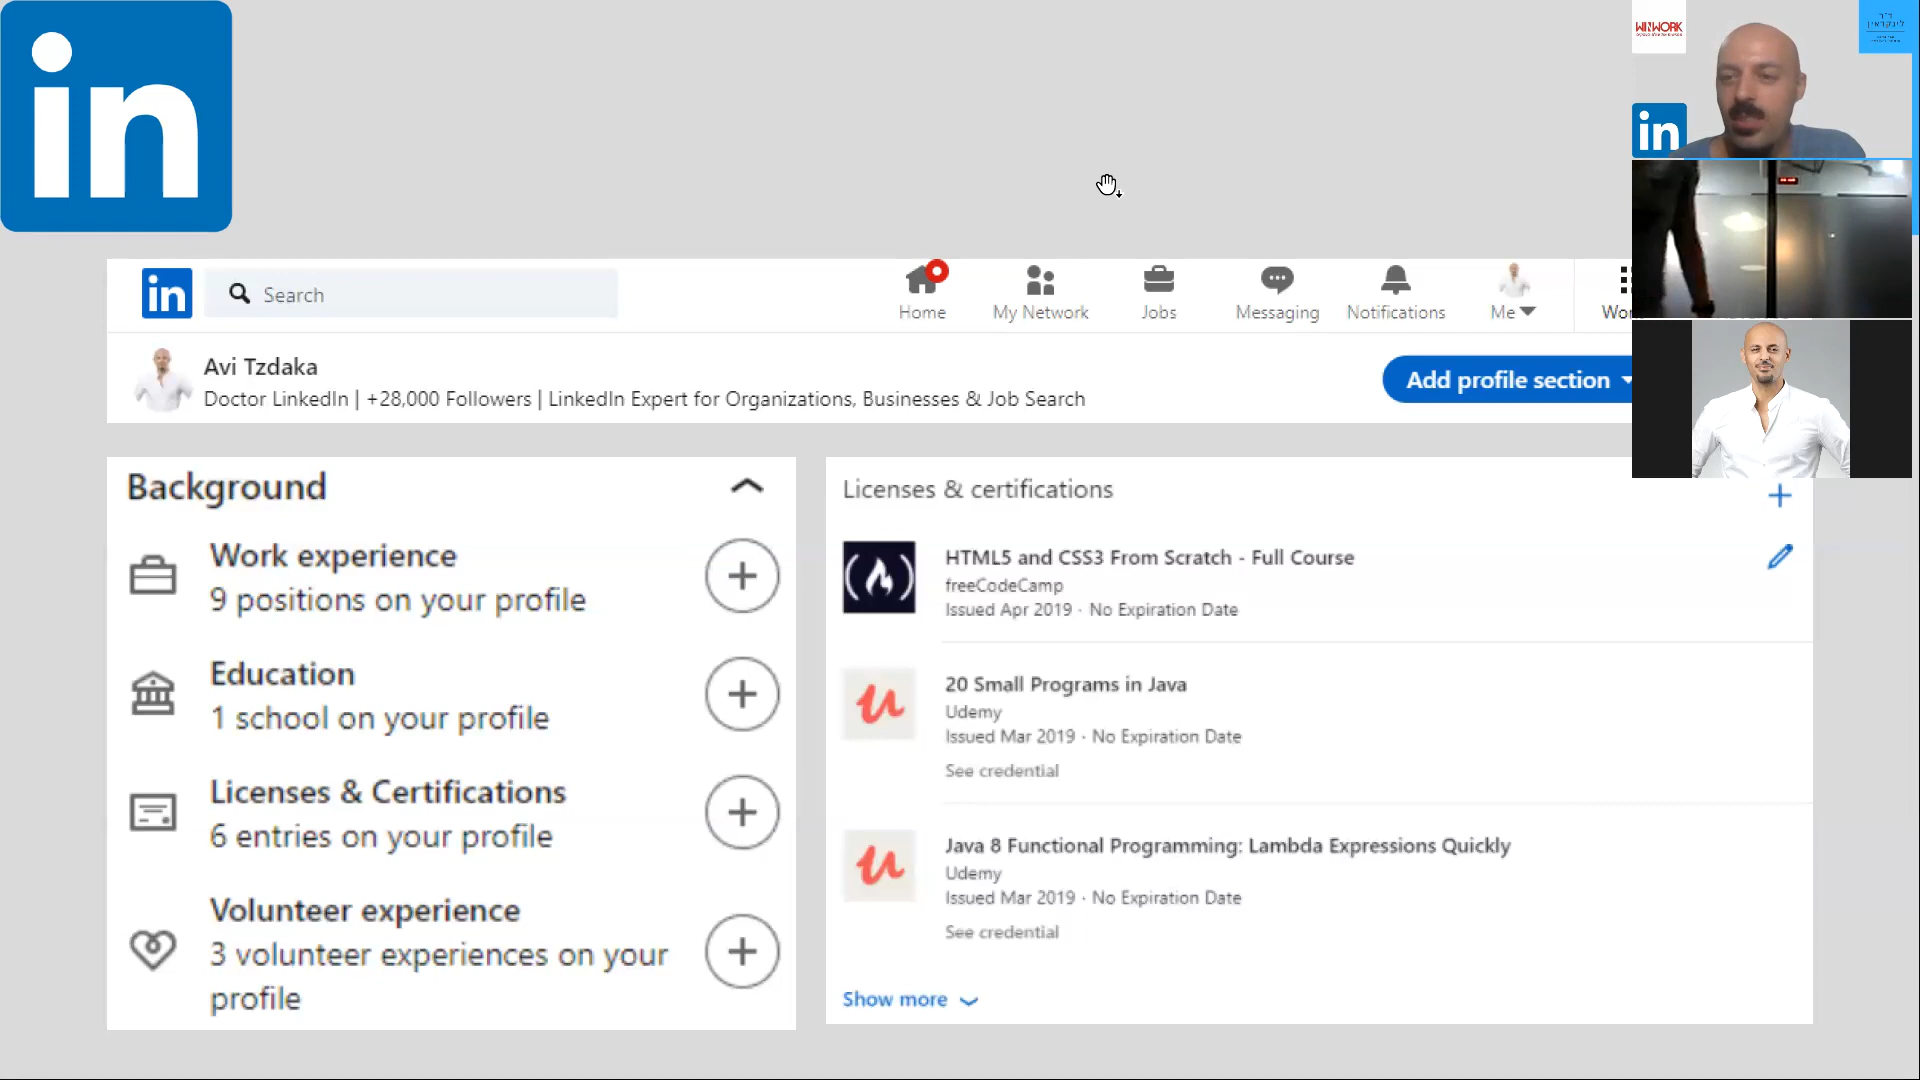 in
WINWORK
ד"ר
לינקדאין
in
in
Search
Home
My Network
Jobs
Messaging
Notifications
Me
Wo
Avi Tzdaka
Doctor LinkedIn | +28,000 Followers | LinkedIn Expert for Organizations, Businesses & Job Search
Add profile section
Background
Work experience
9 positions on your profile
Education
1 school on your profile
Licenses & Certifications
6 entries on your profile
Volunteer experience
3 volunteer experiences on your
profile
Licenses & certifications
HTML5 and CSS3 From Scratch - Full Course
freeCodeCamp
Issued Apr 2019 · No Expiration Date
20 Small Programs in Java
Udemy
Issued Mar 2019 · No Expiration Date
See credential
Java 8 Functional Programming: Lambda Expressions Quickly
Udemy
Issued Mar 2019 · No Expiration Date
See credential
Show more